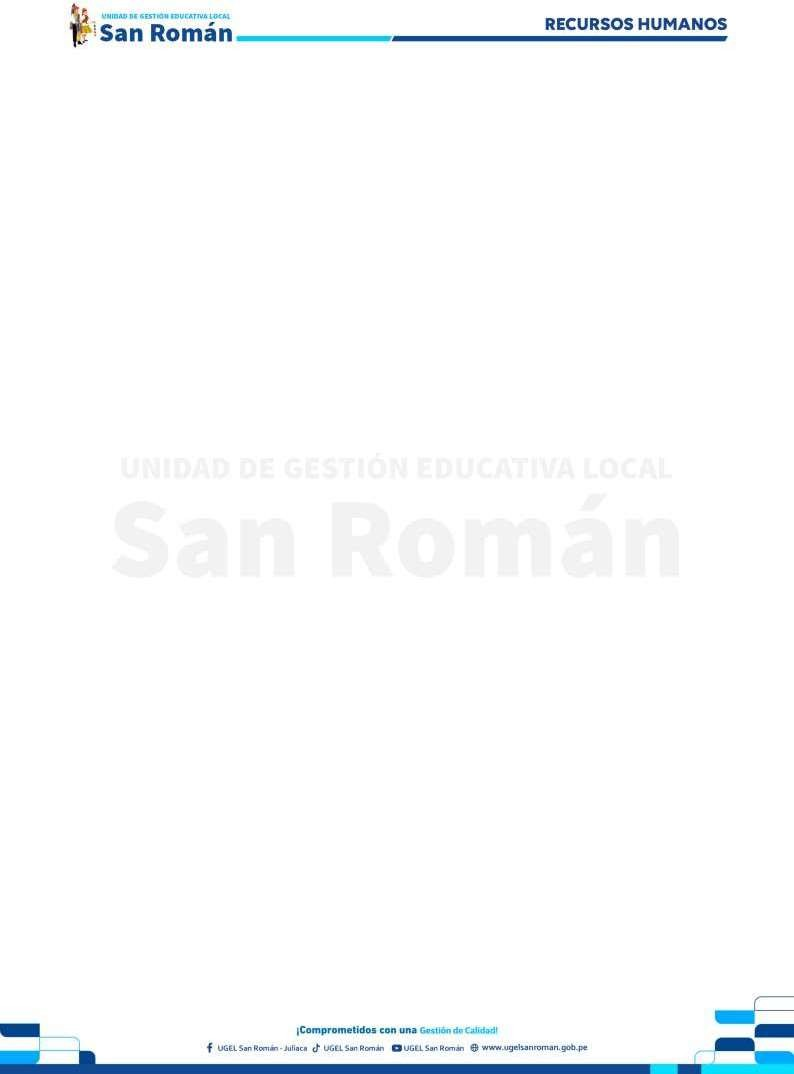 UNIDAD DE GESTIÓN EDUCATIVA LOCAL
San Román
RECURSOS HUMANOS
UNIDAD DE GESTIÓN EDUCATIVA LOCAL
San Román
¡Comprometidos con una Gestión de Calidad!
UGEL San Román - Juliaca UGEL San Román UGEL San Román www.ugelsanroman.gob.pe